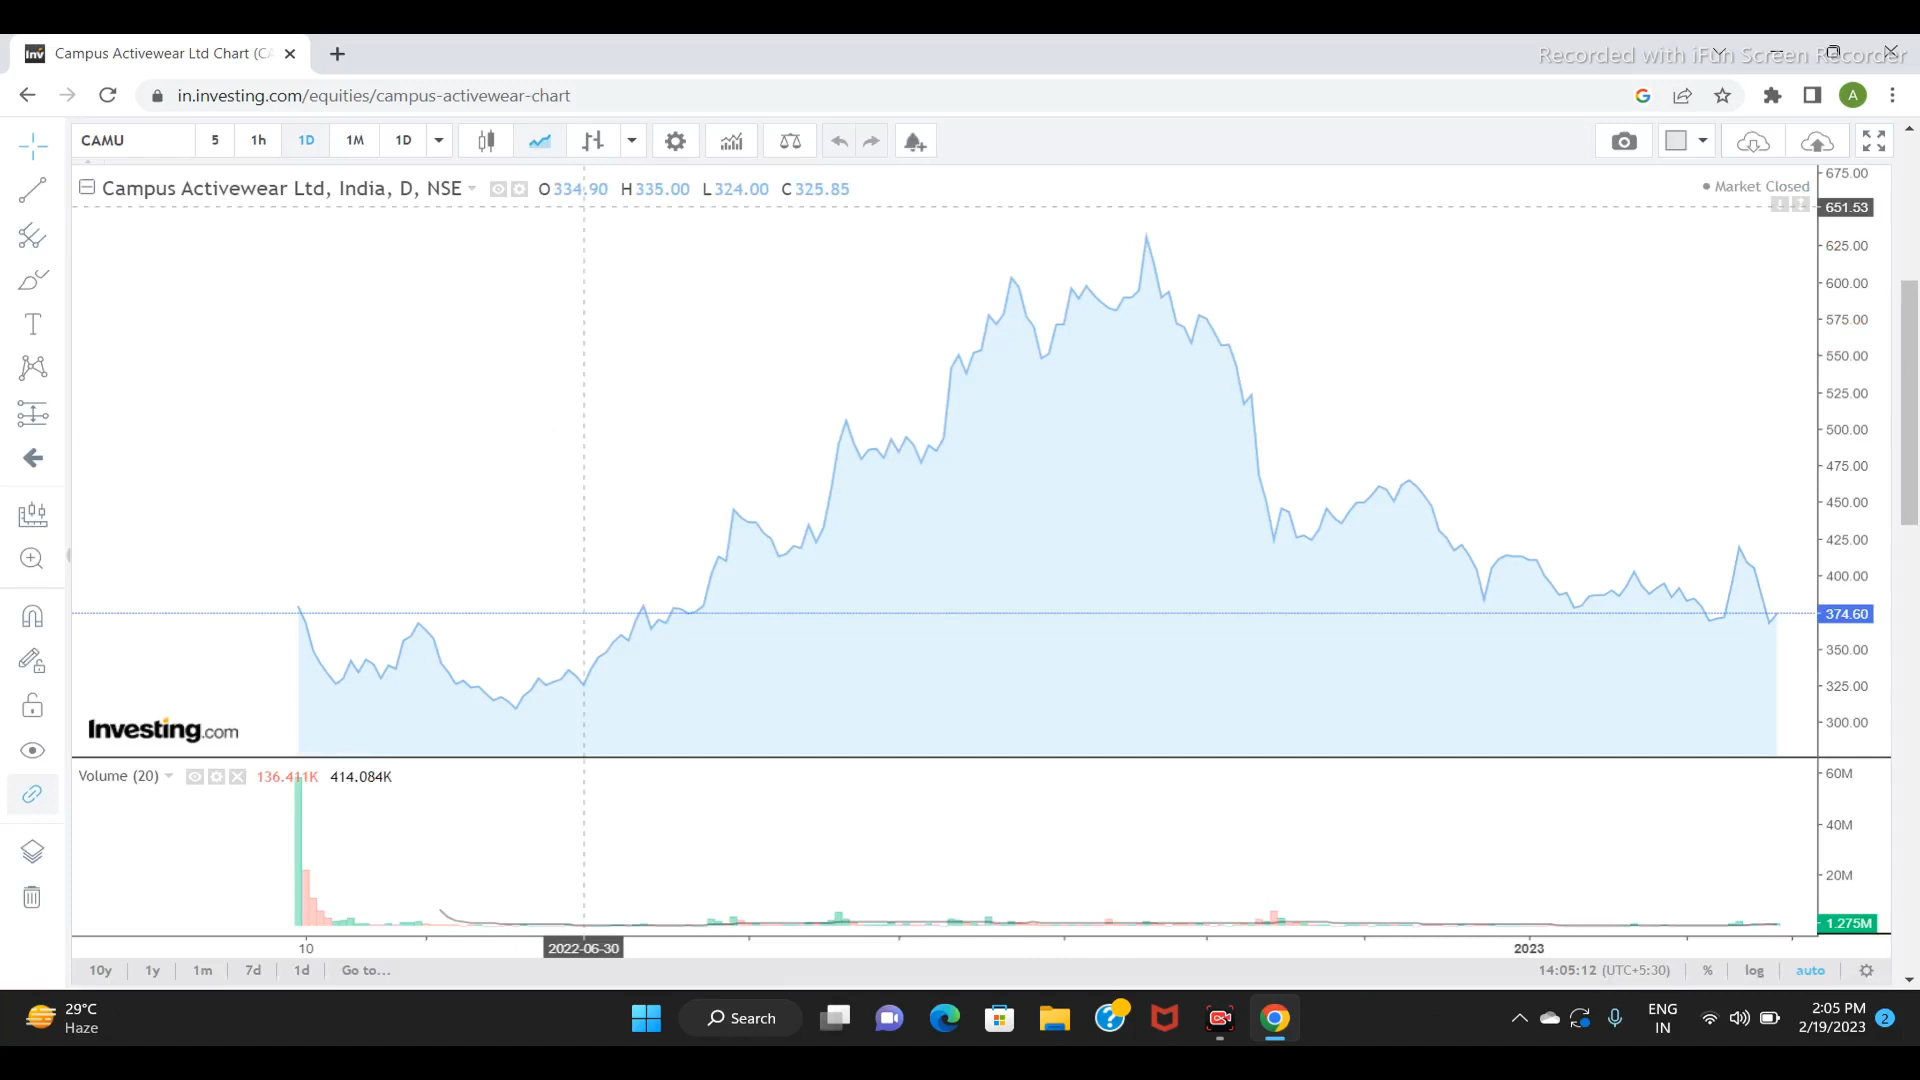 Campus Activewear Ltd Chart (CA
Recorded with iFun Screen Recorder
in.investing.com/equities/campus-activewear-chart
A
CAMU 5 1h 1D 1M 1D
Campus Activewear Ltd, India, D, NSE O334.90 H335.00 L324.00 C325.85
Market Closed
675.00
651.53
625.00
600.00
575.00
550.00
525.00
500.00
475.00
450.00
425.00
400.00
374.60
350.00
325.00
300.00
Investing.com
Volume (20) 136.411K 414.084K
60M
40M
20M
1.275M
10 2022-06-30 2023
10y 1y 1m 7d 1d Go to... 14:05:12 (UTC+5:30) % log auto
29°C
Haze
Search
ENG
IN
2:05 PM
2/19/2023
2